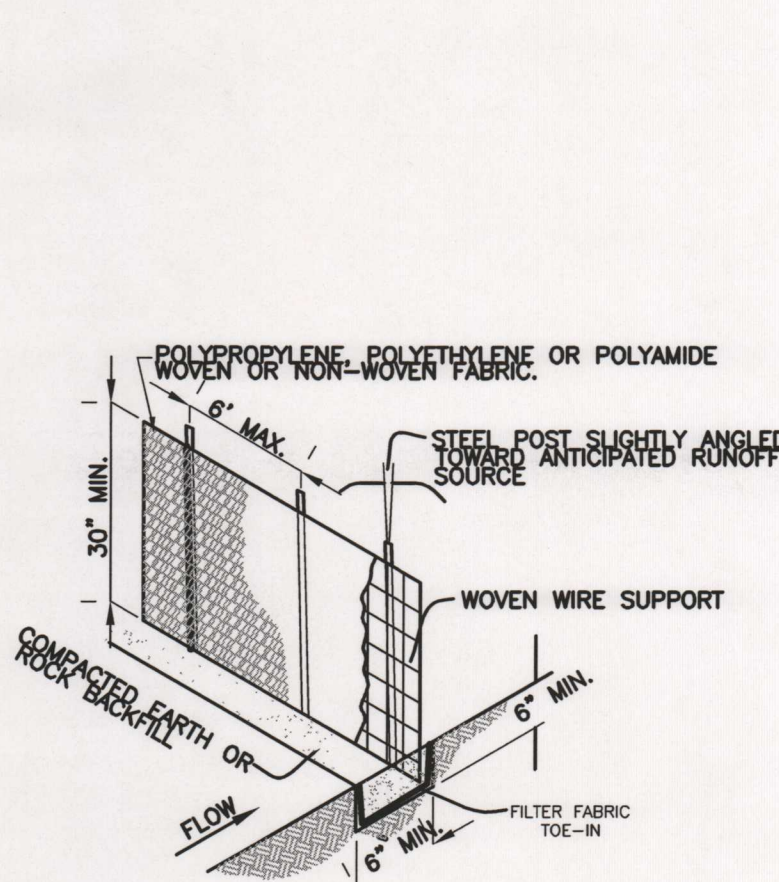 POLYPROPYLENE, POLYETHYLENE OR POLYAMIDE
WOVEN OR NON-WOVEN FABRIC.
6' MAX.
STEEL POST SLIGHTLY ANGLED
TOWARD ANTICIPATED RUNOFF
SOURCE
30" MIN.
WOVEN WIRE SUPPORT
COMPACTED EARTH OR
ROCK BACKFILL
6" MIN.
FLOW
6" MIN.
FILTER FABRIC
TOE-IN